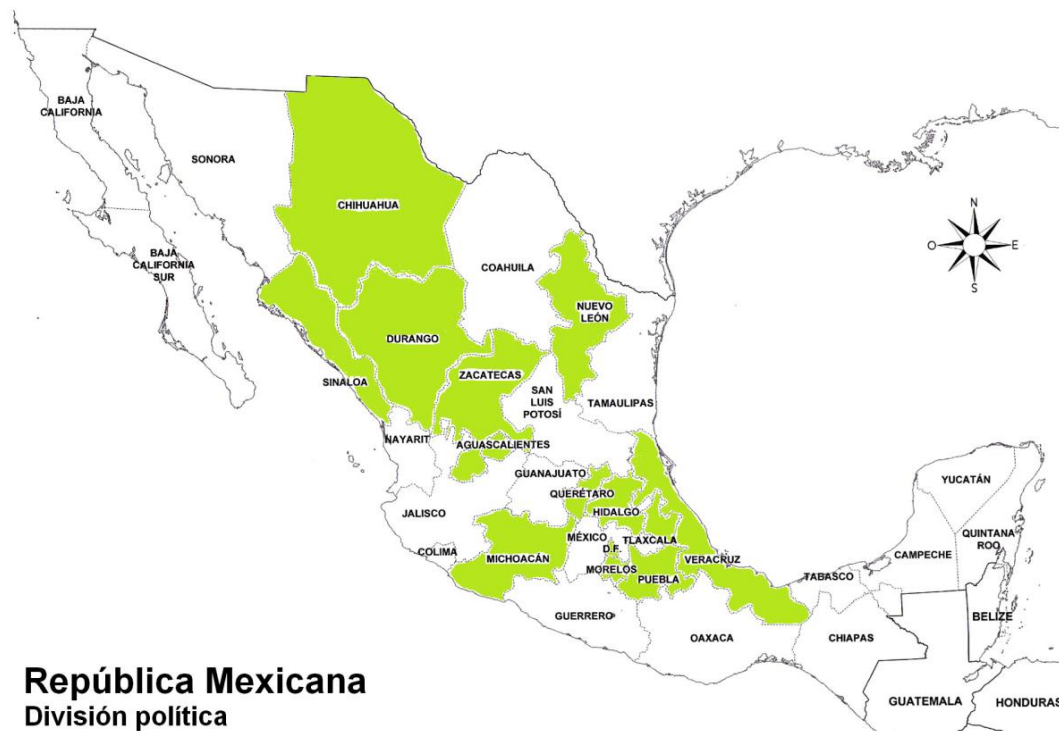 BAJA
CALIFORNIA
SONORA
CHIHUAHUA
BAJA
CALIFORNIA
SUR
COAHUILA
NUEVO
LEÓN
DURANGO
SINALOA
ZACATECAS
SAN
LUIS
POTOSÍ
TAMAULIPAS
NAYARIT
AGUASCALIENTES
GUANAJUATO
QUERÉTARO
HIDALGO
JALISCO
COLIMA
MICHOACÁN
MÉXICO
D.F.
TLAXCALA
MORELOS
PUEBLA
VERACRUZ
GUERRERO
OAXACA
TABASCO
CHIAPAS
CAMPECHE
YUCATÁN
QUINTANA
ROO
BELIZE
GUATEMALA
HONDURAS
N
O
E
S
República Mexicana
División política